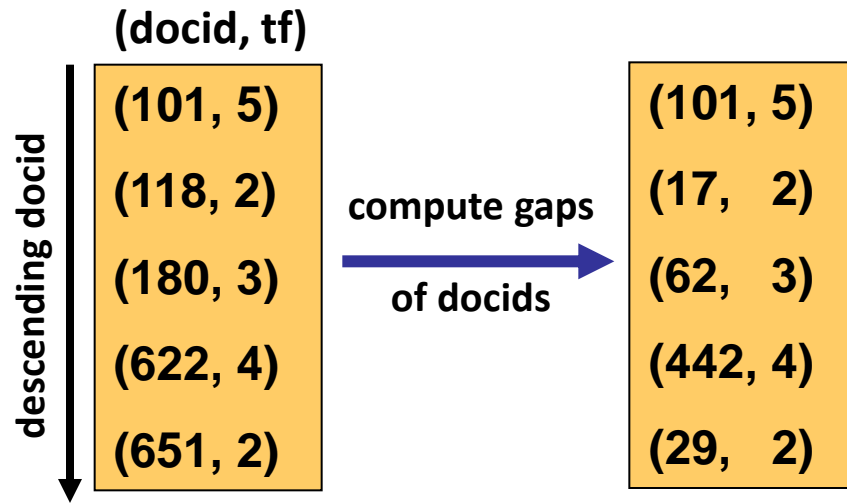 (docid, tf)
descending docid
(101, 5)
(118, 2)
(180, 3)
(622, 4)
(651, 2)
compute gaps
of docids
(101, 5)
(17, 2)
(62, 3)
(442, 4)
(29, 2)